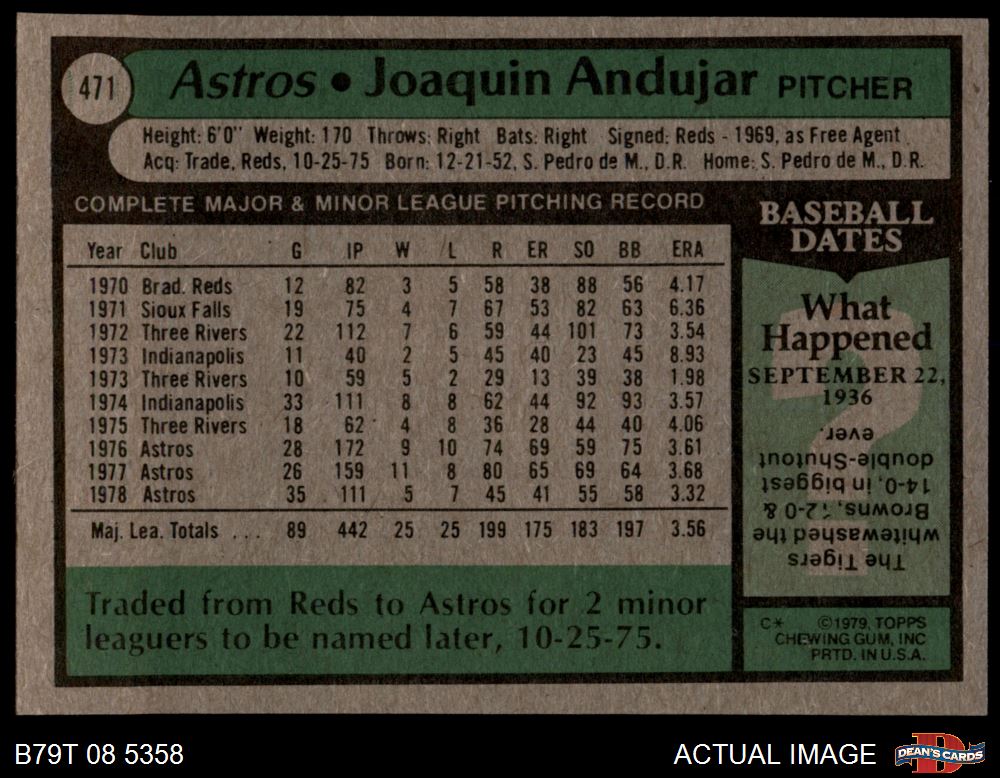 471
Astros • Joaquin Andujar PITCHER
Height: 6'0" Weight: 170 Throws: Right Bats: Right Signed: Reds - 1969, as Free Agent
Acq: Trade, Reds, 10-25-75 Born: 12-21-52, S. Pedro de M., D.R. Home: S. Pedro de M., D.R.
COMPLETE MAJOR & MINOR LEAGUE PITCHING RECORD
Year Club G IP W L R ER SO BB ERA
1970 Brad. Reds 12 82 3 5 58 38 88 56 4.17
1971 Sioux Falls 19 75 4 7 67 53 82 63 6.36
1972 Three Rivers 22 112 7 6 59 44 101 73 3.54
1973 Indianapolis 11 40 2 5 45 40 23 45 8.93
1973 Three Rivers 10 59 5 2 29 13 39 38 1.98
1974 Indianapolis 33 111 8 8 62 44 92 93 3.57
1975 Three Rivers 18 62 4 8 36 28 44 40 4.06
1976 Astros 28 172 9 10 74 69 59 75 3.61
1977 Astros 26 159 11 8 80 65 69 64 3.68
1978 Astros 35 111 5 7 45 41 55 58 3.32
Maj. Lea. Totals ... 89 442 25 25 199 175 183 197 3.56
Traded from Reds to Astros for 2 minor
leaguers to be named later, 10-25-75.
BASEBALL
DATES
What
Happened
SEPTEMBER 22,
1936
?
The Tigers
whitewashed the
Browns, 12-0 &
14-0, in biggest
double-Shutout
ever.
C* ©1979, TOPPS
CHEWING GUM, INC
PRTD. IN U.S.A.
B79T 08 5358
ACTUAL IMAGE
D
DEAN'S CARDS